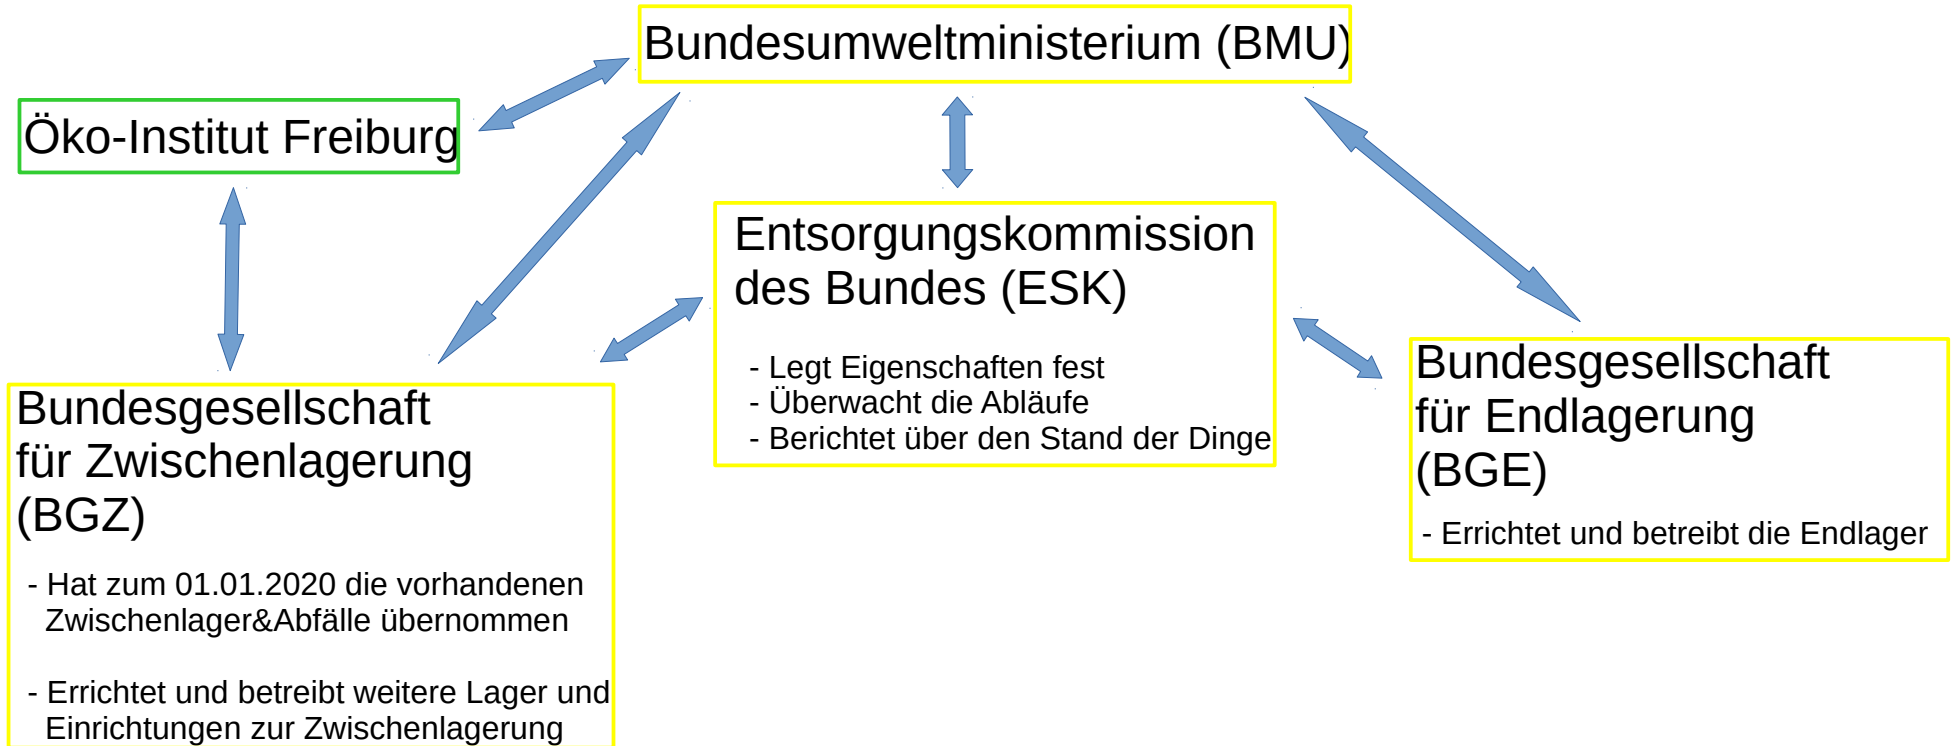 Bundesumweltministerium (BMU)
Öko-Institut Freiburg
Entsorgungskommission
des Bundes (ESK)
- Legt Eigenschaften fest
- Überwacht die Abläufe
- Berichtet über den Stand der Dinge
Bundesgesellschaft
für Endlagerung
(BGE)
- Errichtet und betreibt die Endlager
Bundesgesellschaft
für Zwischenlagerung
(BGZ)
- Hat zum 01.01.2020 die vorhandenen
Zwischenlager&Abfälle übernommen
- Errichtet und betreibt weitere Lager und
Einrichtungen zur Zwischenlagerung